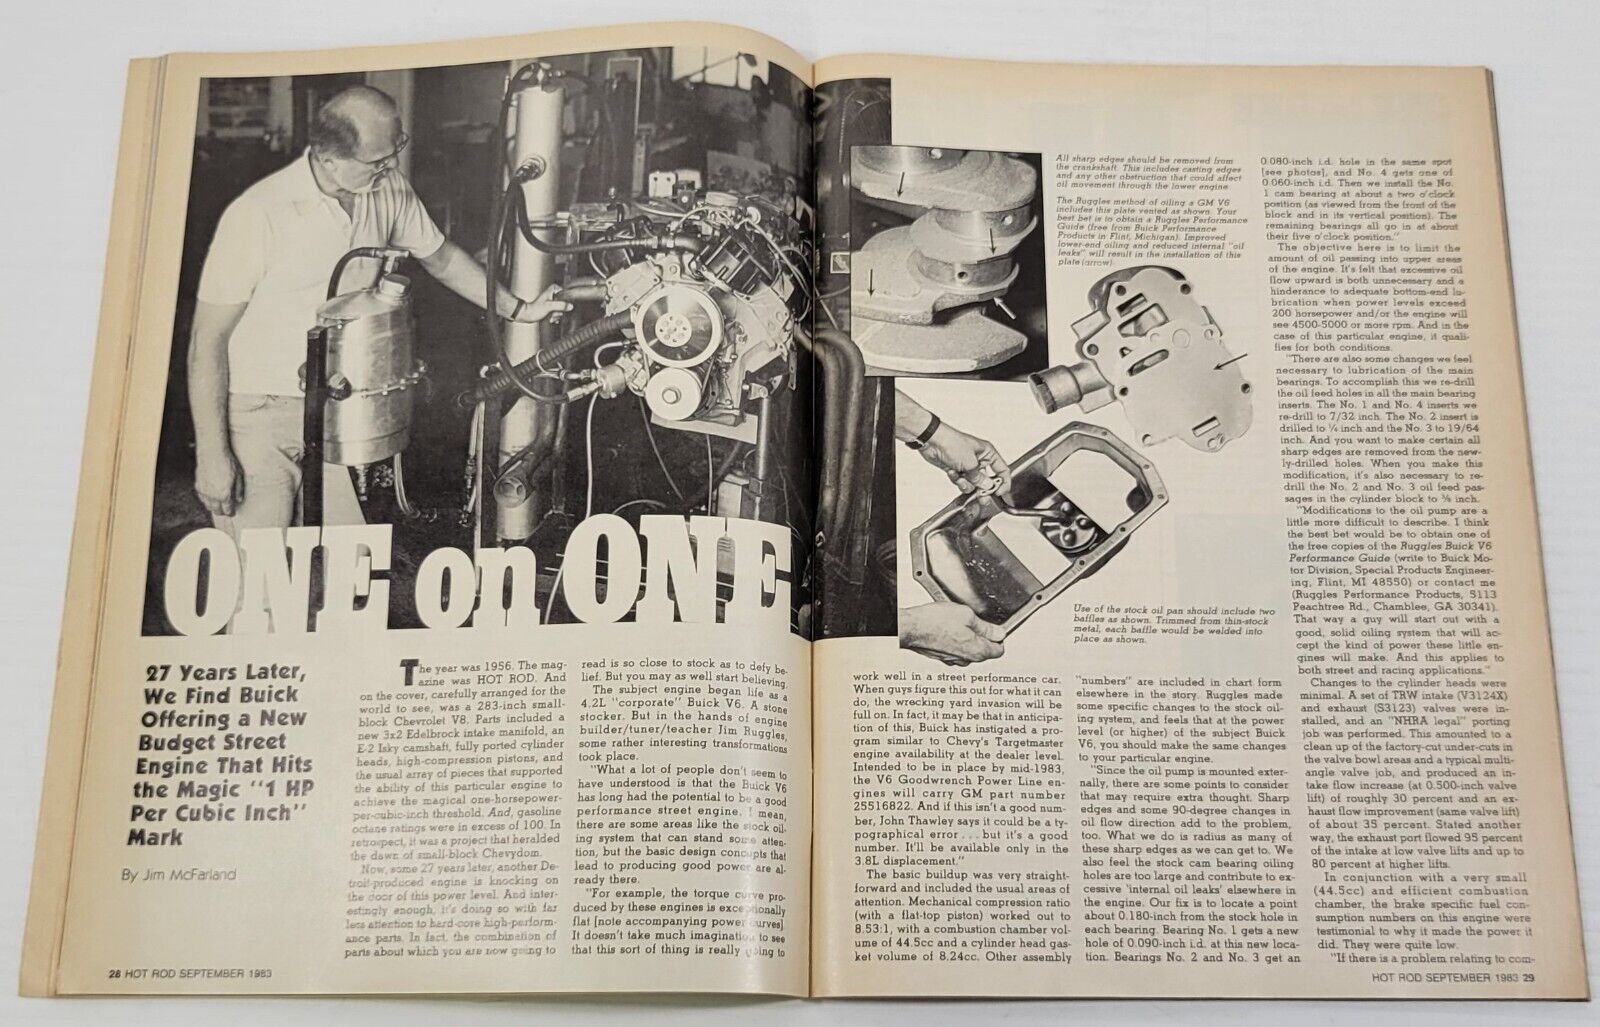 ONE on ONE
27 Years Later,
We Find Buick
Offering a New
Budget Street
Engine That Hits
the Magic "1 HP
Per Cubic Inch"
Mark
By Jim McFarland
The year was 1956. The mag-
azine was HOT ROD. And
on the cover, carefully arranged for the
world to see, was a 283-inch small-
block Chevrolet V8. Parts included a
new 3x2 Edelbrock intake manifold, an
E-2 Isky camshaft, fully ported cylinder
heads, high-compression pistons, and
the usual array of pieces that supported
the ability of this particular engine to
achieve the magical one-horsepower-
per-cubic-inch threshold. And, gasoline
octane ratings were in excess of 100. In
retrospect, it was a project that heralded
the dawn of small-block Chevydom.
Now, some 27 years later, another De-
troit-produced engine is knocking on
the door of this power level. And inter-
estingly enough, it's doing so with far
less attention to hard-core high-perform-
ance parts. In fact, the combination of
parts about which you are now going to
read is so close to stock as to defy be-
lief. But you may as well start believing.
The subject engine began life as a
4.2L "corporate" Buick V6. A stone
stocker. But in the hands of engine
builder/tuner/teacher Jim Ruggles,
some rather interesting transformations
took place.
"What a lot of people don't seem to
have understood is that the Buick V6
has long had the potential to be a good
performance street engine. I mean,
there are some areas like the stock oil-
ing system that can stand some atten-
tion, but the basic design concepts that
lead to producing good power are al-
ready there.
"For example, the torque curve pro-
duced by these engines is exceptionally
flat [note accompanying power curves].
It doesn't take much imagination to see
that this sort of thing is really going to
28 HOT ROD SEPTEMBER 1983
All sharp edges should be removed from
the crankshaft. This includes casting edges
and any other obstruction that could affect
oil movement through the lower engine.
The Ruggles method of oiling a GM V6
includes this plate vented as shown. Your
best bet is to obtain a Ruggles Performance
Guide (free from Buick Performance
Products in Flint, Michigan). Improved
lower-end oiling and reduced internal "oil
leaks" will result in the installation of this
plate (arrow).
Use of the stock oil pan should include two
baffles as shown. Trimmed from thin-stock
metal, each baffle would be welded into
place as shown.
work well in a street performance car.
When guys figure this out for what it can
do, the wrecking yard invasion will be
full on. In fact, it may be that in anticipa-
tion of this, Buick has instigated a pro-
gram similar to Chevy's Targetmaster
engine availability at the dealer level.
Intended to be in place by mid-1983,
the V6 Goodwrench Power Line en-
gines will carry GM part number
25516822. And if this isn't a good num-
ber, John Thawley says it could be a ty-
pographical error . . . but it's a good
number. It'll be available only in the
3.8L displacement."
The basic buildup was very straight-
forward and included the usual areas of
attention. Mechanical compression ratio
(with a flat-top piston) worked out to
8.53:1, with a combustion chamber vol-
ume of 44.5cc and a cylinder head gas-
ket volume of 8.24cc. Other assembly
"numbers" are included in chart form
elsewhere in the story. Ruggles made
some specific changes to the stock oil-
ing system, and feels that at the power
level (or higher) of the subject Buick
V6, you should make the same changes
to your particular engine.
"Since the oil pump is mounted exter-
nally, there are some points to consider
that may require extra thought. Sharp
edges and some 90-degree changes in
oil flow direction add to the problem,
too. What we do is radius as many of
these sharp edges as we can get to. We
also feel the stock cam bearing oiling
holes are too large and contribute to ex-
cessive 'internal oil leaks' elsewhere in
the engine. Our fix is to locate a point
about 0.180-inch from the stock hole in
each bearing. Bearing No. 1 gets a new
hole of 0.090-inch i.d. at this new loca-
tion. Bearings No. 2 and No. 3 get an
0.080-inch i.d. hole in the same spot
[see photos], and No. 4 gets one of
0.060-inch i.d. Then we install the No.
1 cam bearing at about a two o'clock
position (as viewed from the front of the
block and in its vertical position). The
remaining bearings all go in at about
their five o'clock position."
The objective here is to limit the
amount of oil passing into upper areas
of the engine. It's felt that excessive oil
flow upward is both unnecessary and a
hinderance to adequate bottom-end lu-
brication when power levels exceed
200 horsepower and/or the engine will
see 4500-5000 or more rpm. And in the
case of this particular engine, it quali-
fies for both conditions.
"There are also some changes we feel
necessary to lubrication of the main
bearings. To accomplish this we re-drill
the oil feed holes in all the main bearing
inserts. The No. 1 and No. 4 inserts we
re-drill to 7/32 inch. The No. 2 insert is
drilled to ¼ inch and the No. 3 to 19/64
inch. And you want to make certain all
sharp edges are removed from the new-
ly-drilled holes. When you make this
modification, it's also necessary to re-
drill the No. 2 and No. 3 oil feed pas-
sages in the cylinder block to ⅜ inch.
"Modifications to the oil pump are a
little more difficult to describe. I think
the best bet would be to obtain one of
the free copies of the Ruggles Buick V6
Performance Guide (write to Buick Mo-
tor Division, Special Products Engineer-
ing, Flint, MI 48550) or contact me
(Ruggles Performance Products, 5113
Peachtree Rd., Chamblee, GA 30341).
That way a guy will start out with a
good, solid oiling system that will ac-
cept the kind of power these little en-
gines will make. And this applies to
both street and racing applications."
Changes to the cylinder heads were
minimal. A set of TRW intake (V3124X)
and exhaust (S3123) valves were in-
stalled, and an "NHRA legal" porting
job was performed. This amounted to a
clean up of the factory-cut under-cuts in
the valve bowl areas and a typical multi-
angle valve job, and produced an in-
take flow increase (at 0.500-inch valve
lift) of roughly 30 percent and an ex-
haust flow improvement (same valve lift)
of about 35 percent. Stated another
way, the exhaust port flowed 95 percent
of the intake at low valve lifts and up to
80 percent at higher lifts.
In conjunction with a very small
(44.5cc) and efficient combustion
chamber, the brake specific fuel con-
sumption numbers on this engine were
testimonial to why it made the power it
did. They were quite low.
"If there is a problem relating to com-
HOT ROD SEPTEMBER 1983 29